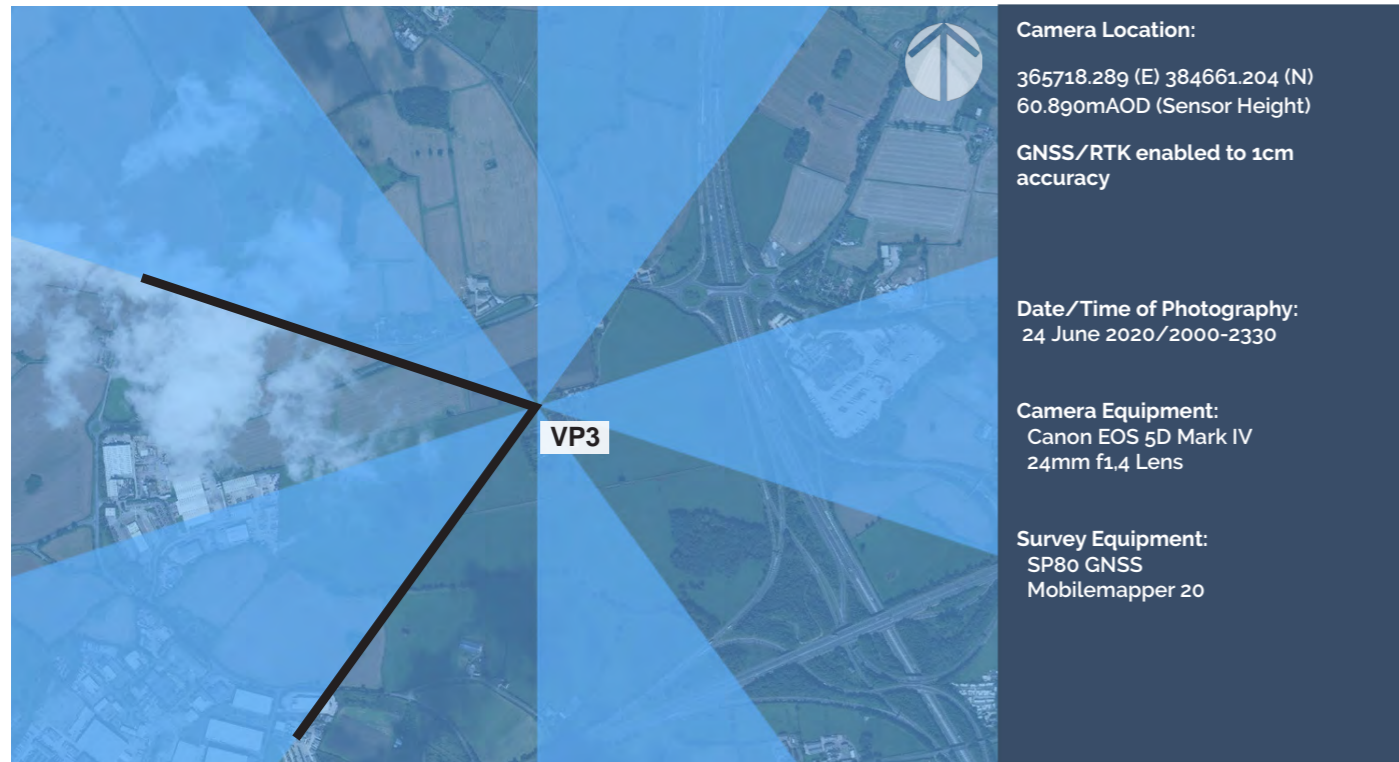 VP3
Camera Location:
365718.289 (E) 384661.204 (N)
60.890mAOD (Sensor Height)
GNSS/RTK enabled to 1cm
accuracy
Date/Time of Photography:
24 June 2020/2000-2330
Camera Equipment:
Canon EOS 5D Mark IV
24mm f1,4 Lens
Survey Equipment:
SP80 GNSS
Mobilemapper 20